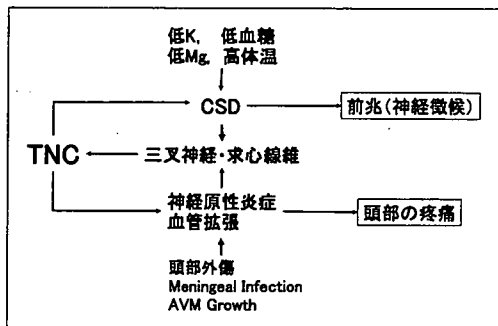 低K, 低血糖
低Mg, 高体温
CSD
前兆(神経徴候)
TNC
三叉神経・求心線維
神経原性炎症
血管拡張
頭部の疼痛
頭部外傷
Meningeal Infection
AVM Growth